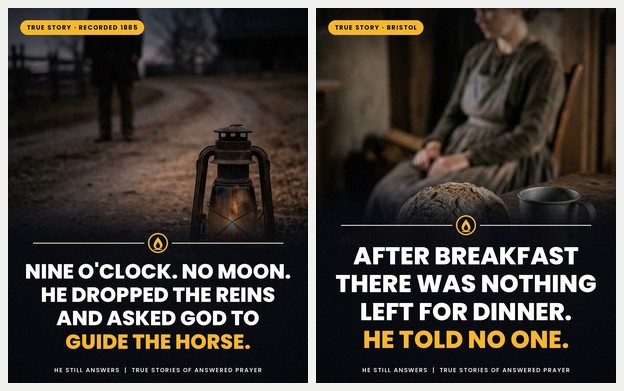 TRUE STORY · RECORDED 1885
NINE O'CLOCK. NO MOON.
HE DROPPED THE REINS
AND ASKED GOD TO
GUIDE THE HORSE.
HE STILL ANSWERS | TRUE STORIES OF ANSWERED PRAYER
TRUE STORY · BRISTOL
AFTER BREAKFAST
THERE WAS NOTHING
LEFT FOR DINNER.
HE TOLD NO ONE.
HE STILL ANSWERS | TRUE STORIES OF ANSWERED PRAYER